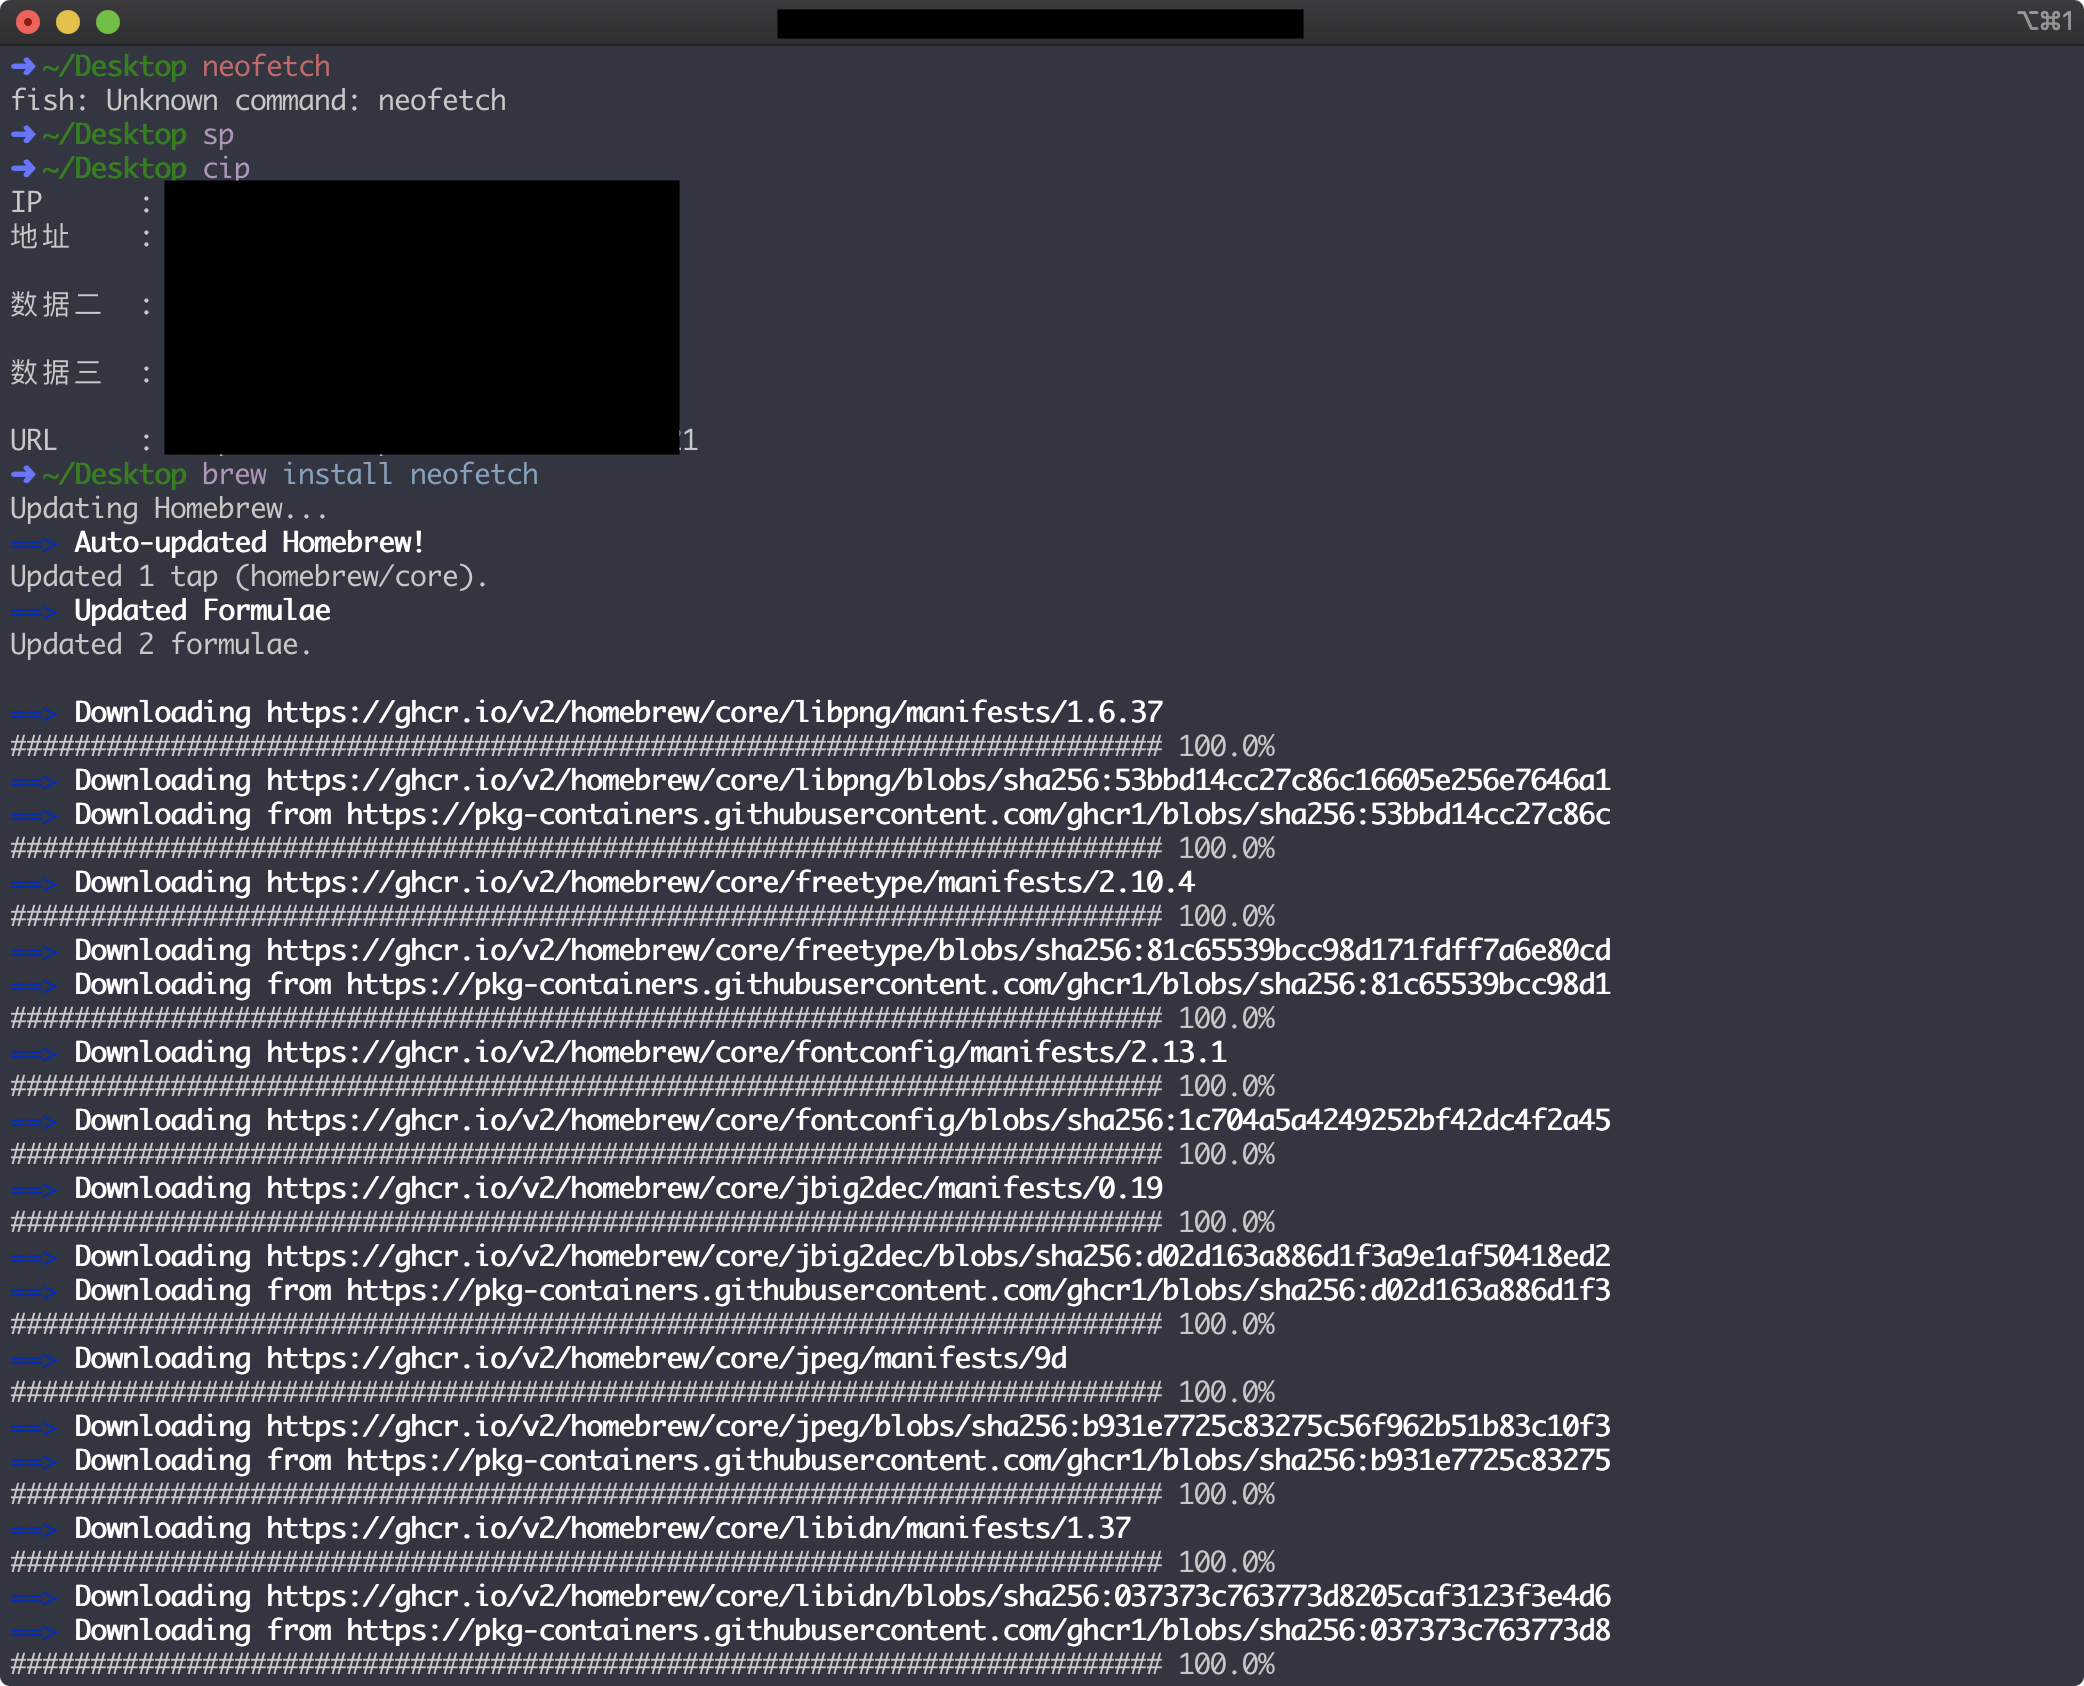 ⌥⌘1
➜ ~/Desktop neofetch
fish: Unknown command: neofetch
➜ ~/Desktop sp
➜ ~/Desktop cip
IP :
地址 :
数据二 :
数据三 :
URL : 21
➜ ~/Desktop brew install neofetch
Updating Homebrew...
==> Auto-updated Homebrew!
Updated 1 tap (homebrew/core).
==> Updated Formulae
Updated 2 formulae.
==> Downloading https://ghcr.io/v2/homebrew/core/libpng/manifests/1.6.37
######################################################################## 100.0%
==> Downloading https://ghcr.io/v2/homebrew/core/libpng/blobs/sha256:53bbd14cc27c86c16605e256e7646a1
==> Downloading from https://pkg-containers.githubusercontent.com/ghcr1/blobs/sha256:53bbd14cc27c86c
######################################################################## 100.0%
==> Downloading https://ghcr.io/v2/homebrew/core/freetype/manifests/2.10.4
######################################################################## 100.0%
==> Downloading https://ghcr.io/v2/homebrew/core/freetype/blobs/sha256:81c65539bcc98d171fdff7a6e80cd
==> Downloading from https://pkg-containers.githubusercontent.com/ghcr1/blobs/sha256:81c65539bcc98d1
######################################################################## 100.0%
==> Downloading https://ghcr.io/v2/homebrew/core/fontconfig/manifests/2.13.1
######################################################################## 100.0%
==> Downloading https://ghcr.io/v2/homebrew/core/fontconfig/blobs/sha256:1c704a5a4249252bf42dc4f2a45
######################################################################## 100.0%
==> Downloading https://ghcr.io/v2/homebrew/core/jbig2dec/manifests/0.19
######################################################################## 100.0%
==> Downloading https://ghcr.io/v2/homebrew/core/jbig2dec/blobs/sha256:d02d163a886d1f3a9e1af50418ed2
==> Downloading from https://pkg-containers.githubusercontent.com/ghcr1/blobs/sha256:d02d163a886d1f3
######################################################################## 100.0%
==> Downloading https://ghcr.io/v2/homebrew/core/jpeg/manifests/9d
######################################################################## 100.0%
==> Downloading https://ghcr.io/v2/homebrew/core/jpeg/blobs/sha256:b931e7725c83275c56f962b51b83c10f3
==> Downloading from https://pkg-containers.githubusercontent.com/ghcr1/blobs/sha256:b931e7725c83275
######################################################################## 100.0%
==> Downloading https://ghcr.io/v2/homebrew/core/libidn/manifests/1.37
######################################################################## 100.0%
==> Downloading https://ghcr.io/v2/homebrew/core/libidn/blobs/sha256:037373c763773d8205caf3123f3e4d6
==> Downloading from https://pkg-containers.githubusercontent.com/ghcr1/blobs/sha256:037373c763773d8
######################################################################## 100.0%